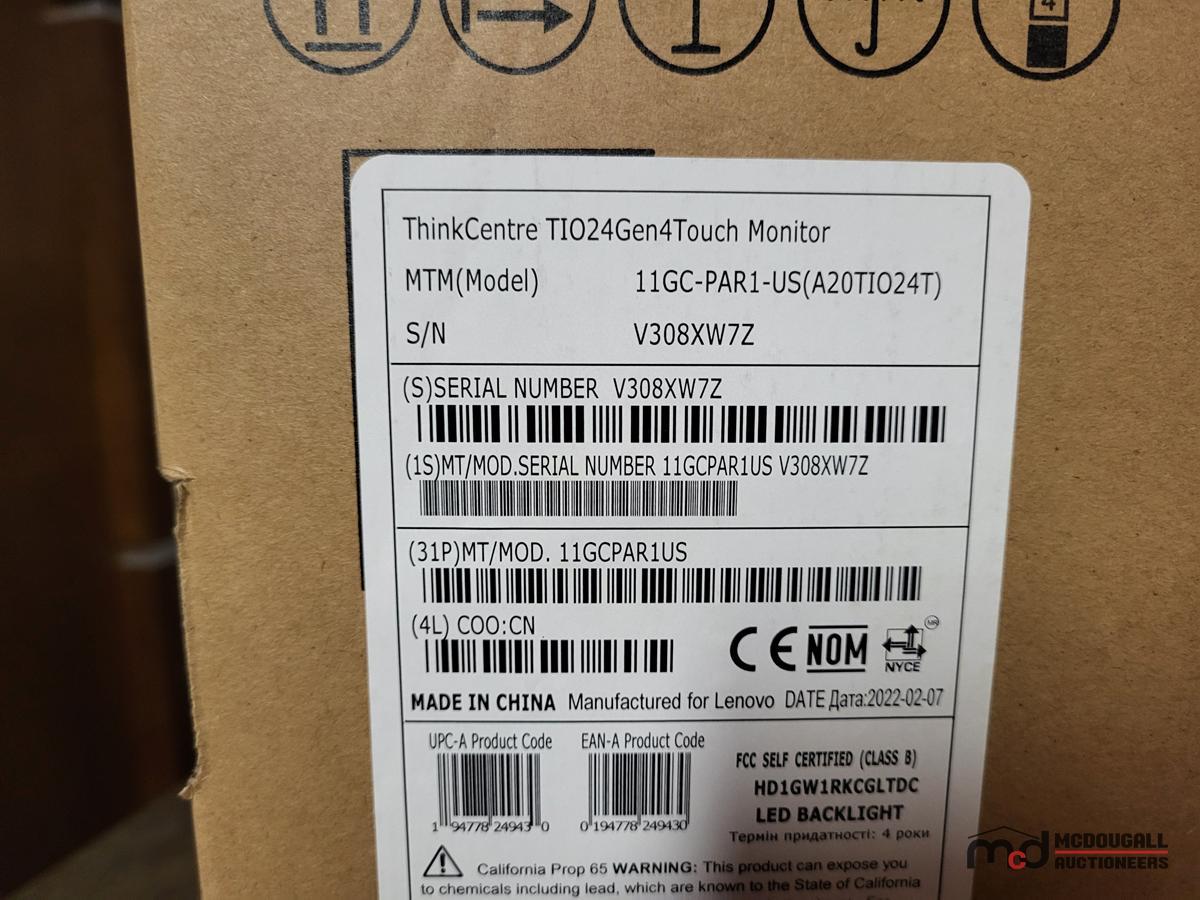 4
ThinkCentre TIO24Gen4Touch Monitor
MTM(Model) 11GC-PAR1-US(A20TIO24T)
S/N V308XW7Z
(S)SERIAL NUMBER V308XW7Z
(1S)MT/MOD.SERIAL NUMBER 11GCPAR1US V308XW7Z
(31P)MT/MOD. 11GCPAR1US
(4L) COO:CN
CE NOM NYCE MR
MADE IN CHINA Manufactured for Lenovo DATE Дата:2022-02-07
UPC-A Product Code EAN-A Product Code
1 94778 24943 0 0 194778 249430
FCC SELF CERTIFIED (CLASS B)
HD1GW1RKCGLTDC
LED BACKLIGHT
Термін придатності: 4 роки
California Prop 65 WARNING: This product can expose you
to chemicals including lead, which are known to the State of California
mcd MCDOUGALL
AUCTIONEERS